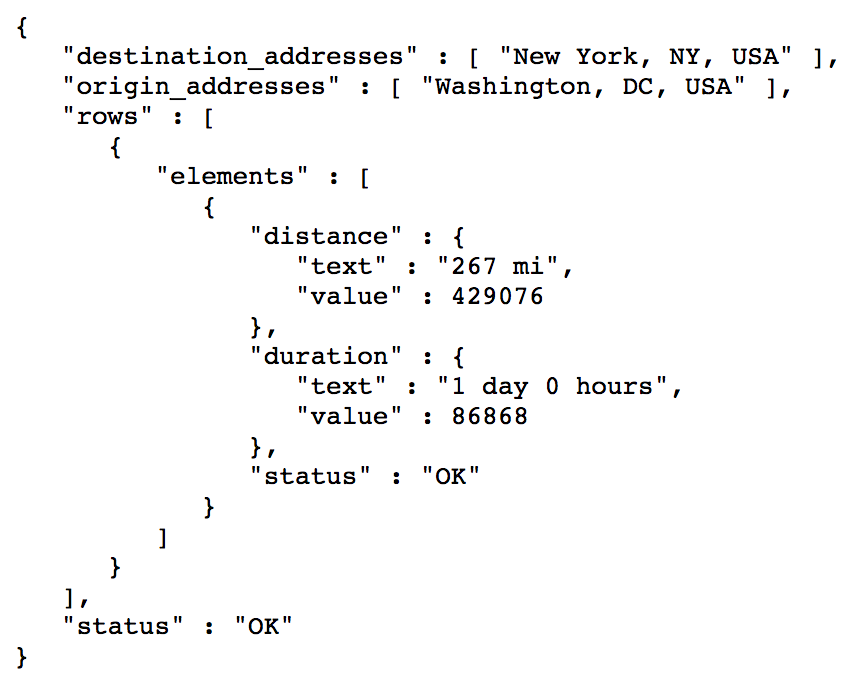 {
   "destination_addresses" : [ "New York, NY, USA" ],
   "origin_addresses" : [ "Washington, DC, USA" ],
   "rows" : [
      {
         "elements" : [
            {
               "distance" : {
                  "text" : "267 mi",
                  "value" : 429076
               },
               "duration" : {
                  "text" : "1 day 0 hours",
                  "value" : 86868
               },
               "status" : "OK"
            }
         ]
      }
   ],
   "status" : "OK"
}